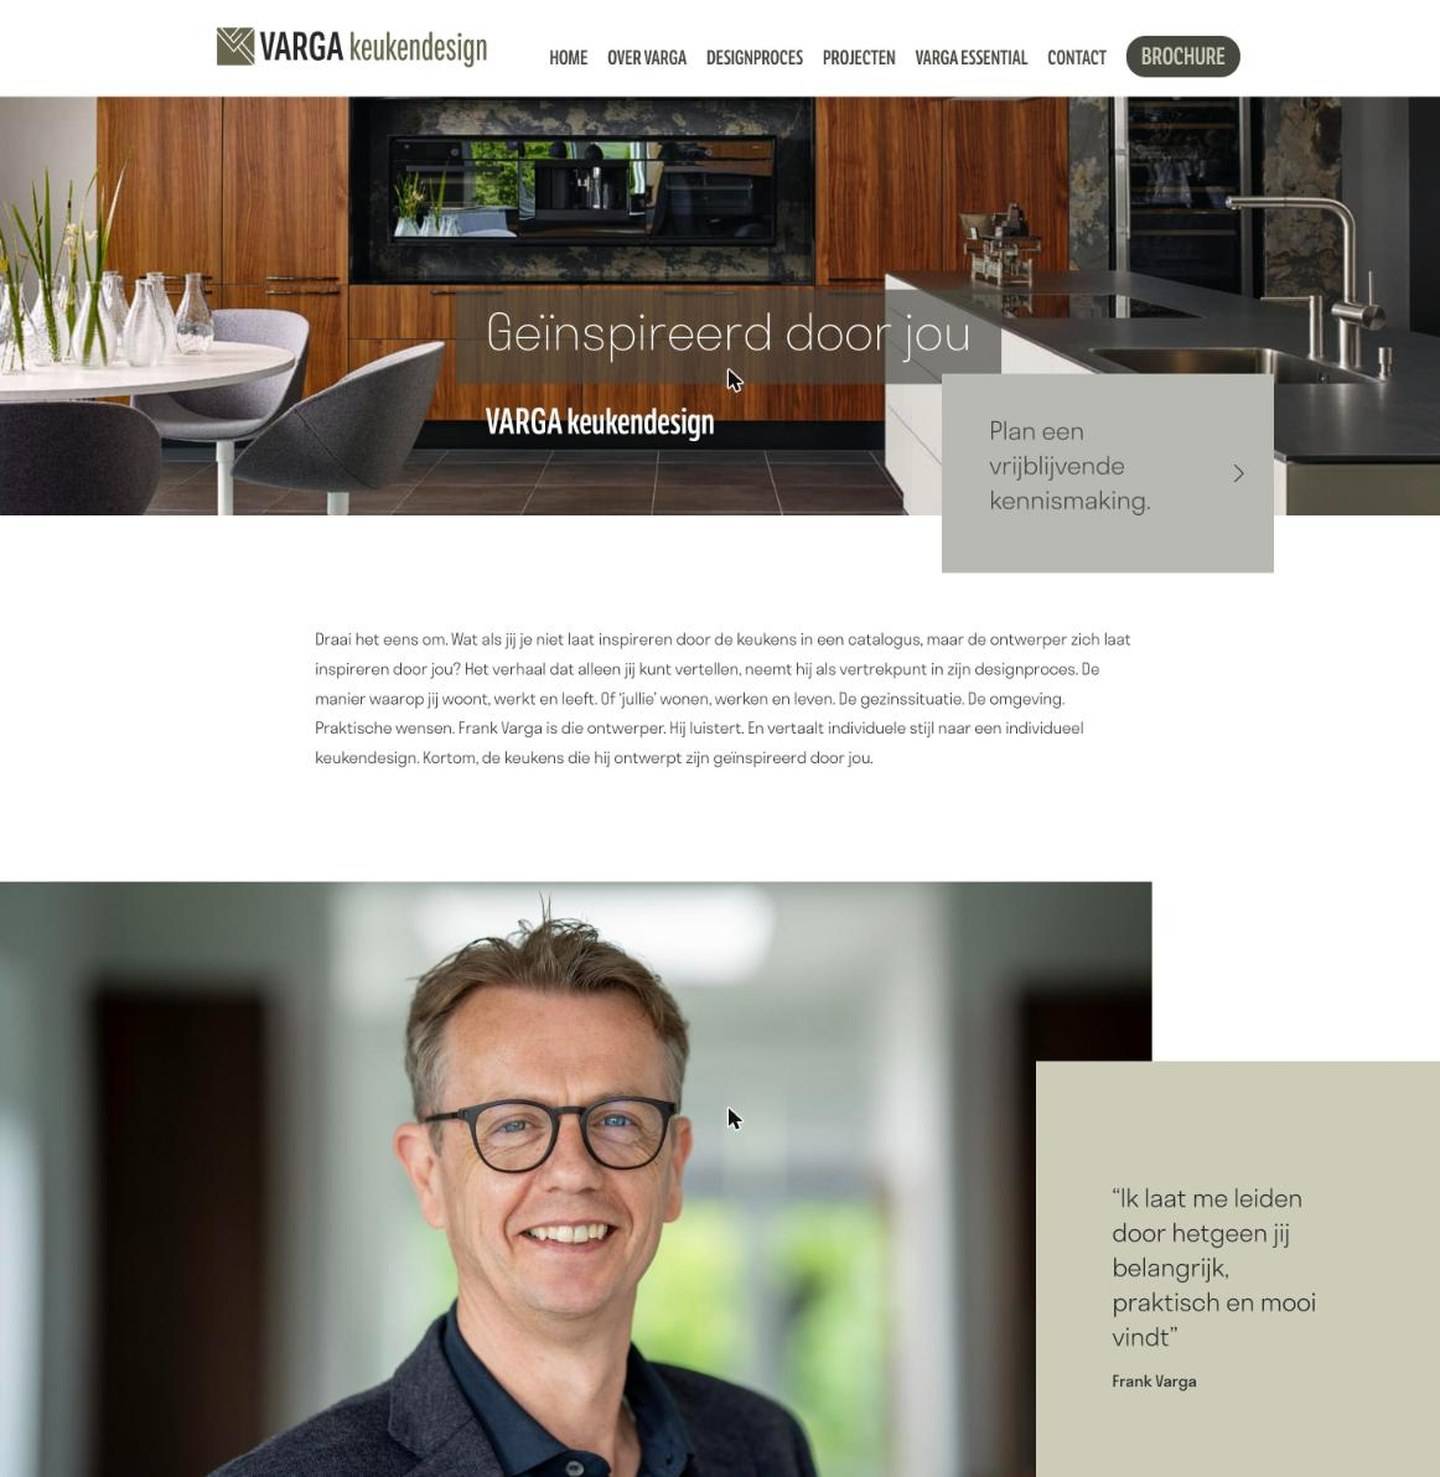 VARGA keukendesign
HOME OVER VARGA DESIGNPROCES PROJECTEN VARGA ESSENTIAL CONTACT BROCHURE
Geïnspireerd door jou
VARGA keukendesign
Plan een
vrijblijvende
kennismaking.
Draai het eens om. Wat als jij je niet laat inspireren door de keukens in een catalogus, maar de ontwerper zich laat
inspireren door jou? Het verhaal dat alleen jij kunt vertellen, neemt hij als vertrekpunt in zijn designproces. De
manier waarop jij woont, werkt en leeft. Of ‘jullie’ wonen, werken en leven. De gezinssituatie. De omgeving.
Praktische wensen. Frank Varga is die ontwerper. Hij luistert. En vertaalt individuele stijl naar een individueel
keukendesign. Kortom, de keukens die hij ontwerpt zijn geïnspireerd door jou.
“Ik laat me leiden
door hetgeen jij
belangrijk,
praktisch en mooi
vindt”
Frank Varga